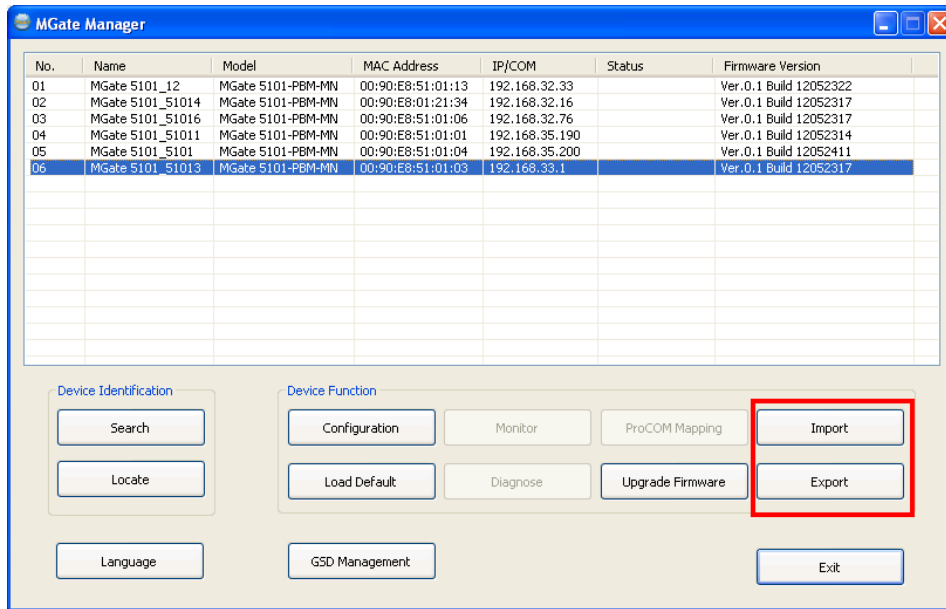 MGate Manager
No. Name Model MAC Address IP/COM Status Firmware Version
01 MGate 5101_12 MGate 5101-PBM-MN 00:90:E8:51:01:13 192.168.32.33 Ver.0.1 Build 12052322
02 MGate 5101_51014 MGate 5101-PBM-MN 00:90:E8:01:21:34 192.168.32.16 Ver.0.1 Build 12052317
03 MGate 5101_51016 MGate 5101-PBM-MN 00:90:E8:51:01:06 192.168.32.76 Ver.0.1 Build 12052317
04 MGate 5101_51011 MGate 5101-PBM-MN 00:90:E8:51:01:01 192.168.35.190 Ver.0.1 Build 12052314
05 MGate 5101_5101 MGate 5101-PBM-MN 00:90:E8:51:01:04 192.168.35.200 Ver.0.1 Build 12052411
06 MGate 5101_51013 MGate 5101-PBM-MN 00:90:E8:51:01:03 192.168.33.1 Ver.0.1 Build 12052317
Device Identification Device Function
Search Configuration Monitor ProCOM Mapping Import
Locate Load Default Diagnose Upgrade Firmware Export
Language GSD Management Exit